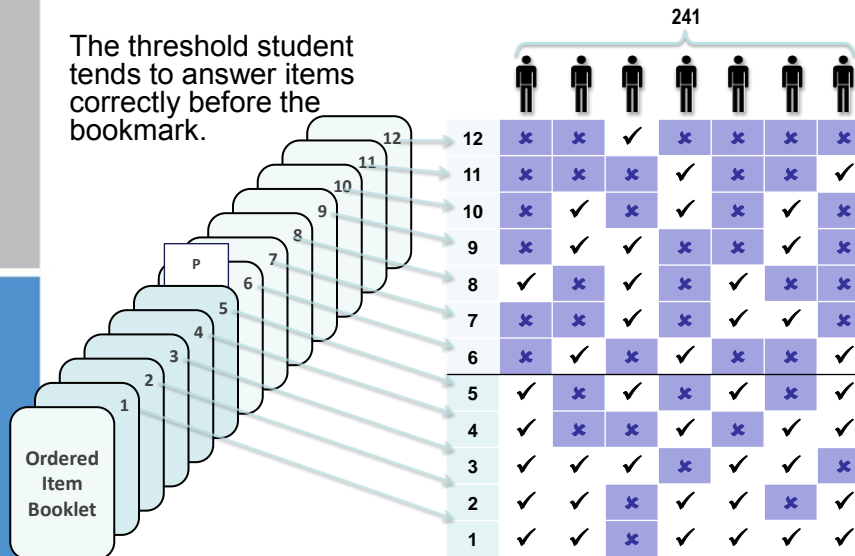 The threshold student
tends to answer items
correctly before the
bookmark.
241
12
11
10
9
8
7
6
5
4
3
2
1
P
Ordered
Item
Booklet
12 ✘ ✘ ✓ ✘ ✘ ✘ ✘
11 ✘ ✘ ✘ ✓ ✘ ✘ ✓
10 ✘ ✓ ✘ ✓ ✘ ✓ ✘
9 ✘ ✓ ✓ ✘ ✘ ✓ ✘
8 ✓ ✘ ✓ ✘ ✓ ✘ ✘
7 ✘ ✘ ✓ ✘ ✓ ✓ ✘
6 ✘ ✓ ✘ ✓ ✘ ✘ ✓
5 ✓ ✘ ✓ ✘ ✓ ✘ ✓
4 ✓ ✘ ✘ ✓ ✘ ✓ ✓
3 ✓ ✓ ✓ ✘ ✓ ✓ ✘
2 ✓ ✓ ✘ ✓ ✓ ✘ ✓
1 ✓ ✓ ✘ ✓ ✓ ✓ ✓